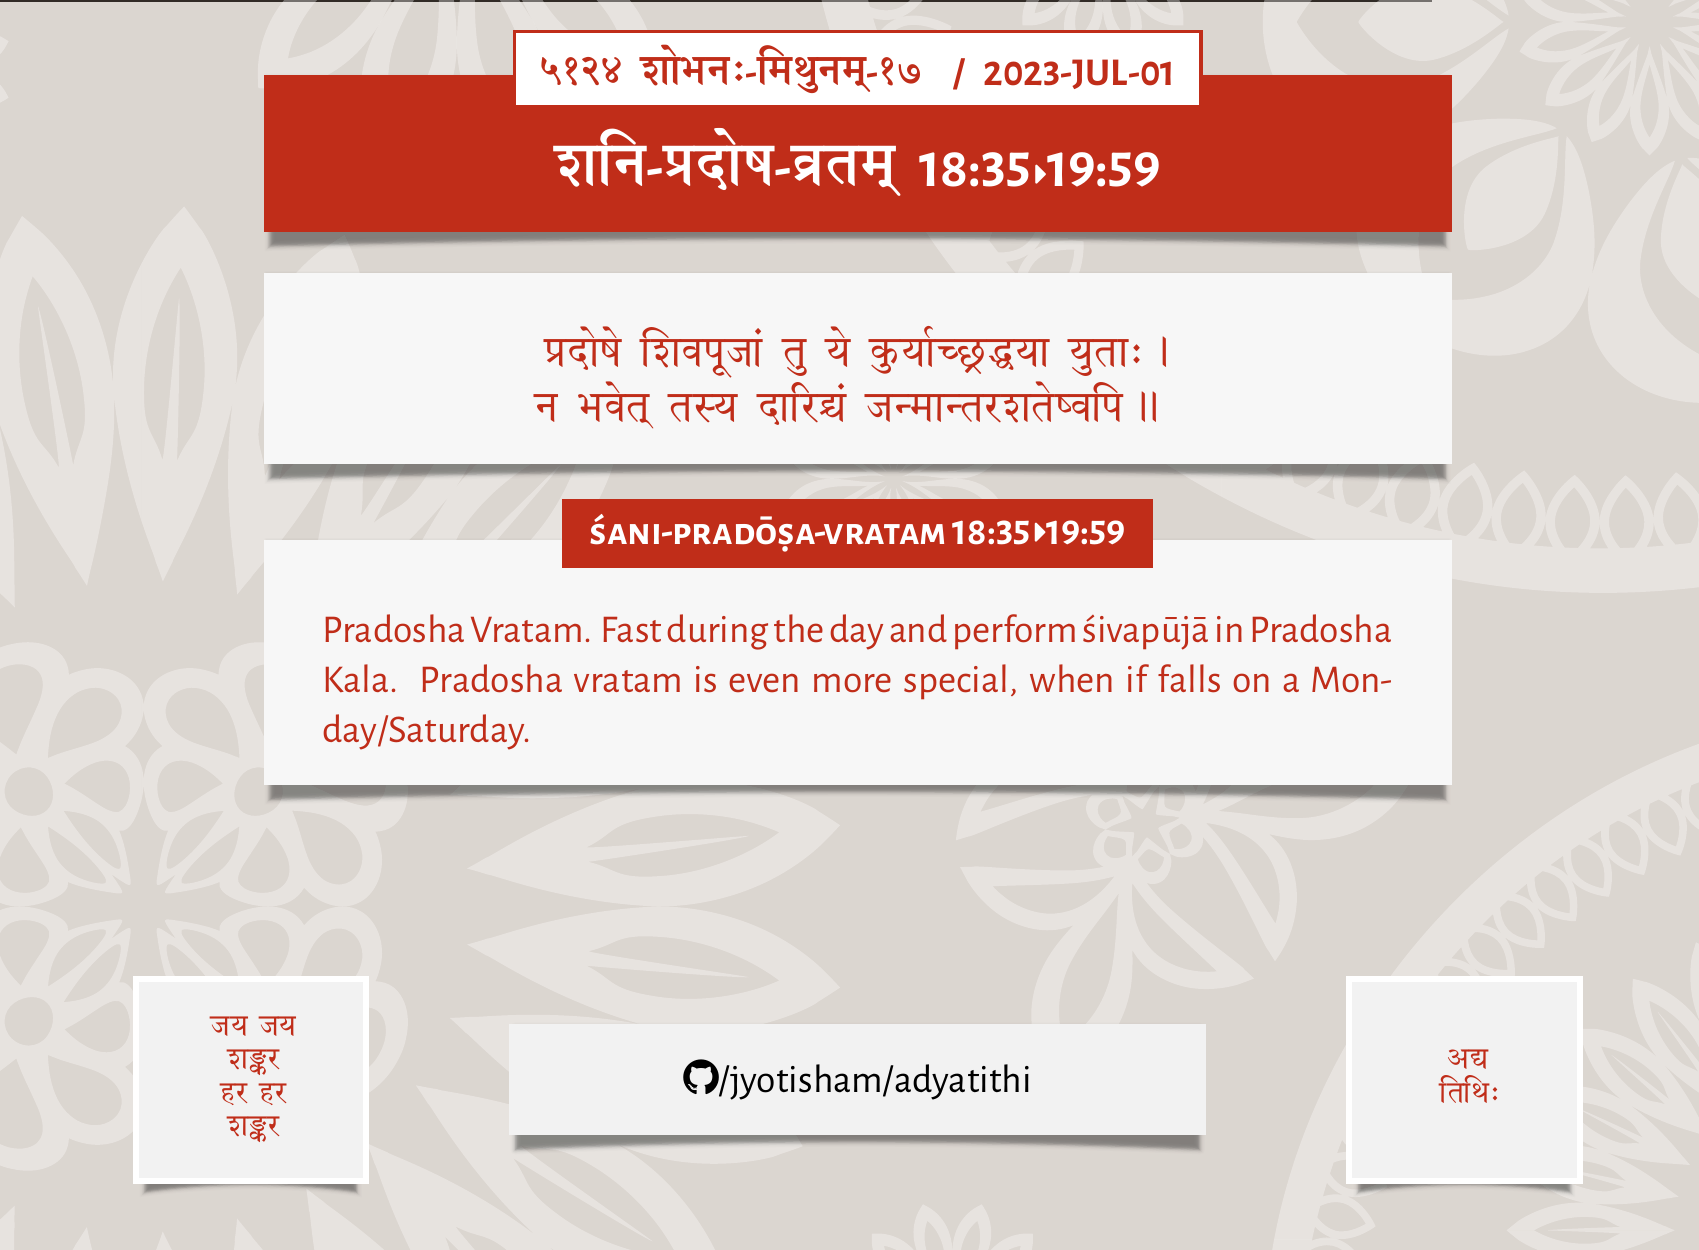 ५१२४ शोभनः-मिथुनम्-१७ / 2023-JUL-01
शनि-प्रदोष-व्रतम् 18:35▸19:59
प्रदोषे शिवपूजां तु ये कुर्याच्छ्रद्धया युताः ।
न भवेत् तस्य दारिद्र्यं जन्मान्तरशतेष्वपि ॥
ŚANI-PRADŌṢA-VRATAM 18:35▸19:59
Pradosha Vratam. Fast during the day and perform śivapūjā in Pradosha
Kala. Pradosha vratam is even more special, when if falls on a Mon-
day/Saturday.
जय जय
शङ्कर
हर हर
शङ्कर
/jyotisham/adyatithi
अद्य
तिथिः